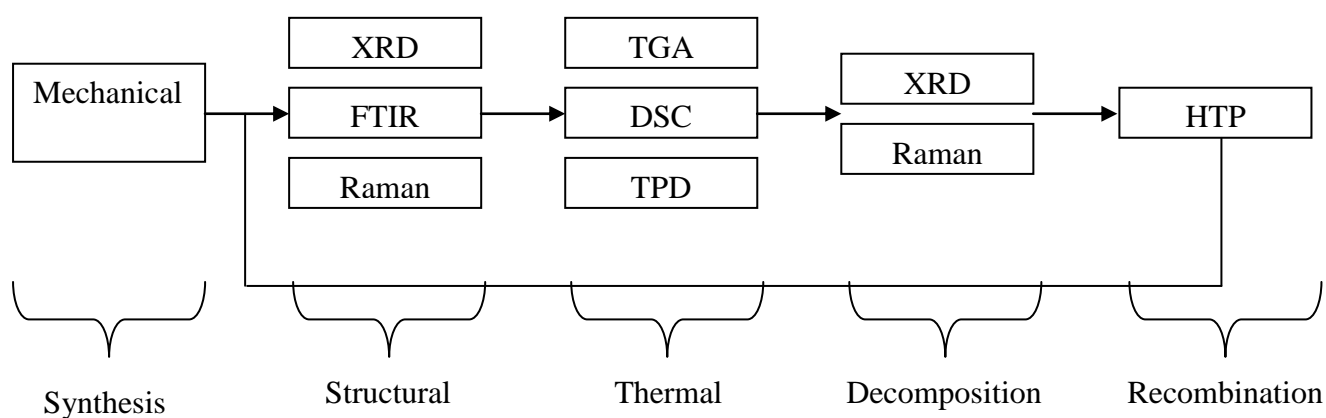 Mechanical
XRD
FTIR
Raman
TGA
DSC
TPD
XRD
Raman
HTP
Synthesis
Structural
Thermal
Decomposition
Recombination